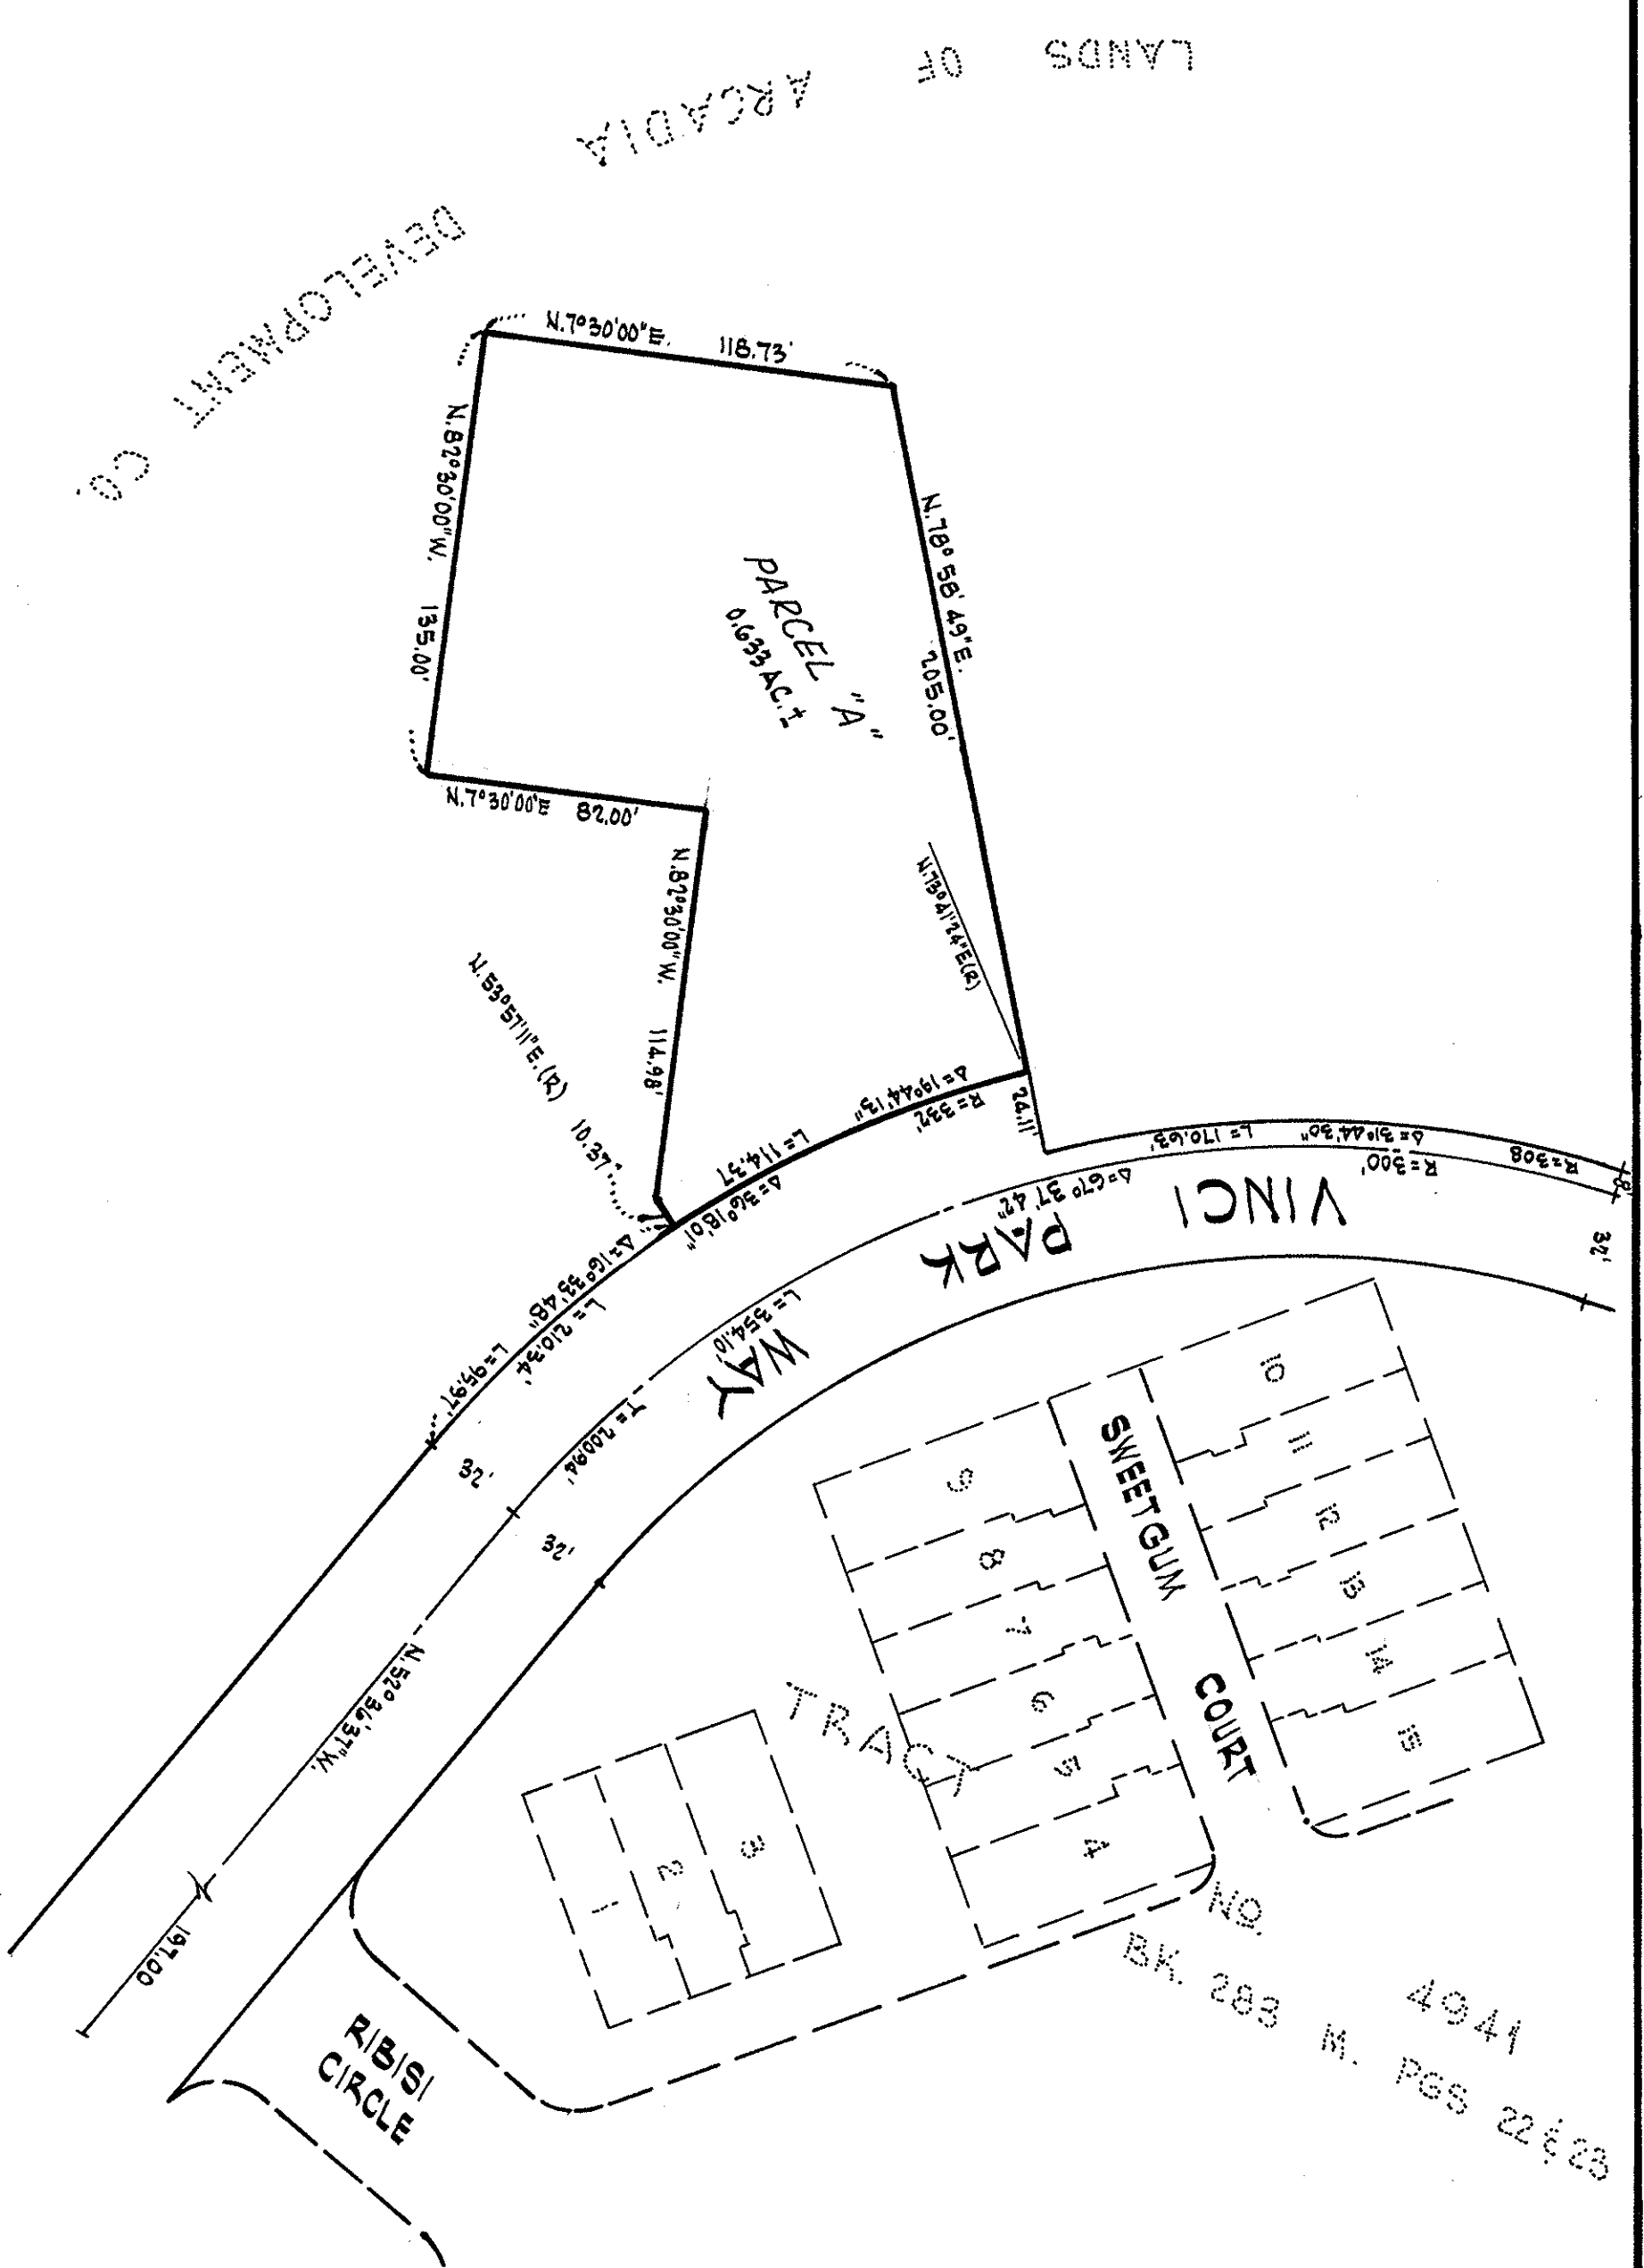 LANDS OF ARCADIA DEVELOPMENT CO.
N.7°30'00"E. 118.73'
N.82°30'00"W. 135.00'
N.78°58'49"E. 205.00'
PARCEL "A"
0.633 AC.±
N.7°30'00"E 82.00'
N.82°30'00"W. 114.98'
N.73°41'24"E(R)
N.53°57'11"E.(R) 10.37'
24.11'
Δ=19°44'13"
R=332'
L=114.37
Δ=36°18'01"
Δ=16°33'48"
L=210.34'
L=95.97'
R=308
Δ=31°44'30" L=170.63'
R=300'
Δ=67°37'42"
L=354.10'
T=200.94'
8'
32'
32'
32'
VINCI PARK WAY
N.52°36'37"W.
197.00
SWEETGUM COURT
10
11
12
13
14
15
9
8
7
6
5
4
3
2
1
TRACT NO. 4941
BK. 283 M. PGS 22 & 23
R/B/S/
CIRCLE